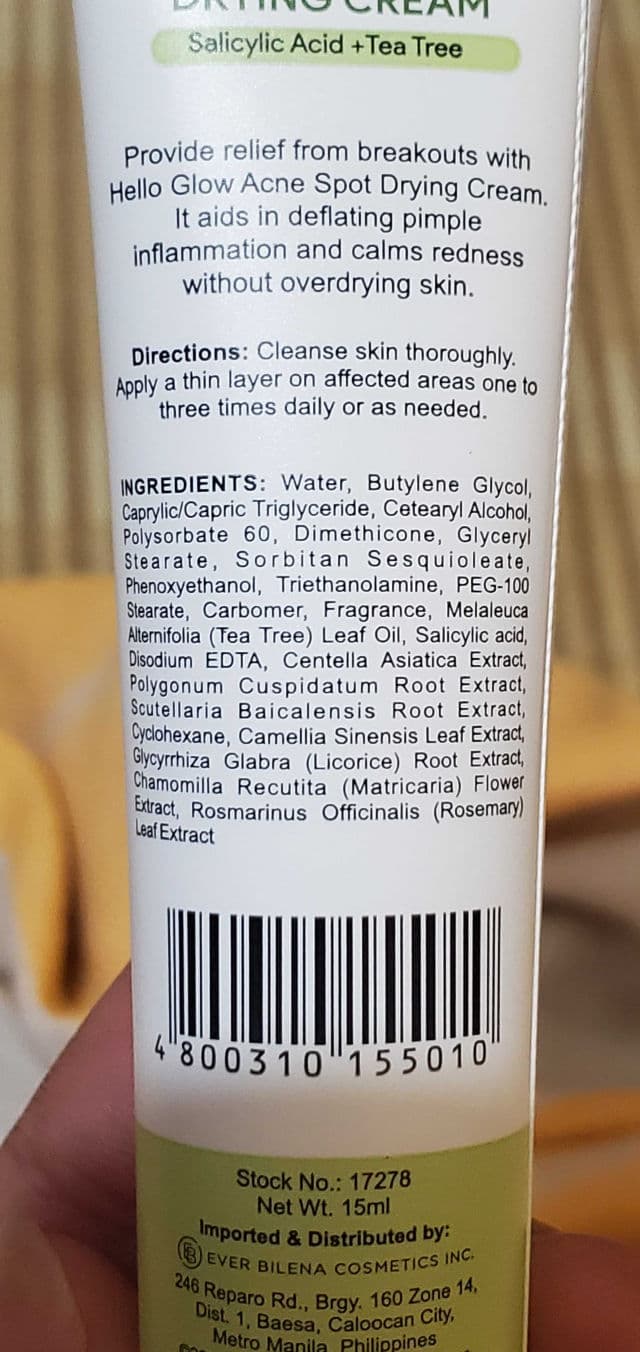 DRYING CREAM
Salicylic Acid +Tea Tree
Provide relief from breakouts with
Hello Glow Acne Spot Drying Cream.
It aids in deflating pimple
inflammation and calms redness
without overdrying skin.
Directions: Cleanse skin thoroughly.
Apply a thin layer on affected areas one to
three times daily or as needed.
INGREDIENTS: Water, Butylene Glycol,
Caprylic/Capric Triglyceride, Cetearyl Alcohol,
Polysorbate 60, Dimethicone, Glyceryl
Stearate, Sorbitan Sesquioleate,
Phenoxyethanol, Triethanolamine, PEG-100
Stearate, Carbomer, Fragrance, Melaleuca
Alternifolia (Tea Tree) Leaf Oil, Salicylic acid,
Disodium EDTA, Centella Asiatica Extract,
Polygonum Cuspidatum Root Extract,
Scutellaria Baicalensis Root Extract,
Cyclohexane, Camellia Sinensis Leaf Extract,
Glycyrrhiza Glabra (Licorice) Root Extract,
Chamomilla Recutita (Matricaria) Flower
Extract, Rosmarinus Officinalis (Rosemary)
Leaf Extract
4 800310 155010
Stock No.: 17278
Net Wt. 15ml
Imported & Distributed by:
EVER BILENA COSMETICS INC.
246 Reparo Rd., Brgy. 160 Zone 14,
Dist. 1, Baesa, Caloocan City,
Metro Manila, Philippines